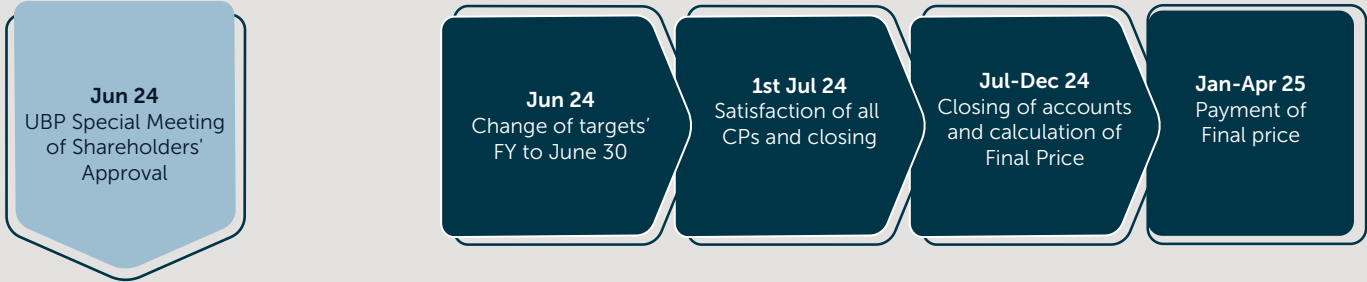 Jun 24
UBP Special Meeting
of Shareholders'
Approval
Jun 24
Change of targets’
FY to June 30
1st Jul 24
Satisfaction of all
CPs and closing
Jul-Dec 24
Closing of accounts
and calculation of
Final Price
Jan-Apr 25
Payment of
Final price